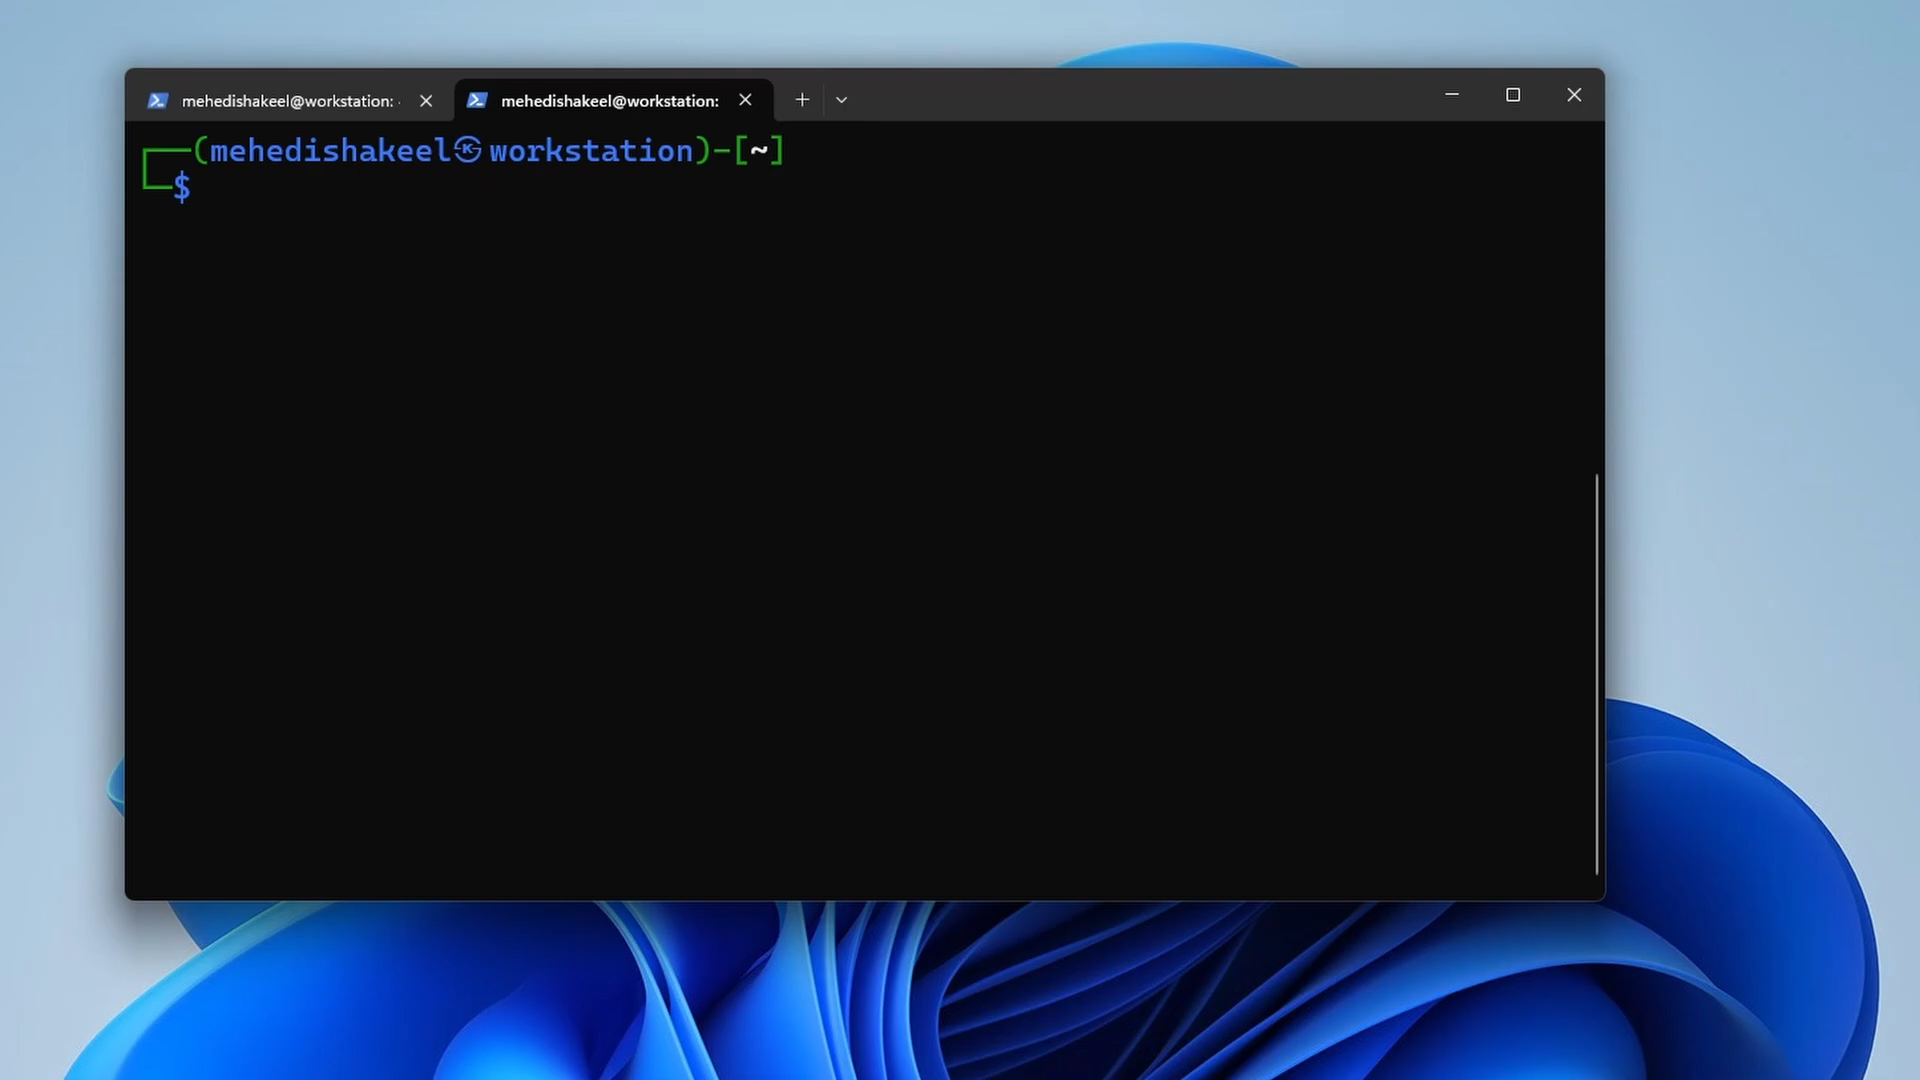 mehedishakeel@workstation:
mehedishakeel@workstation:
┌──(mehedishakeel㉿workstation)-[~]
└─$